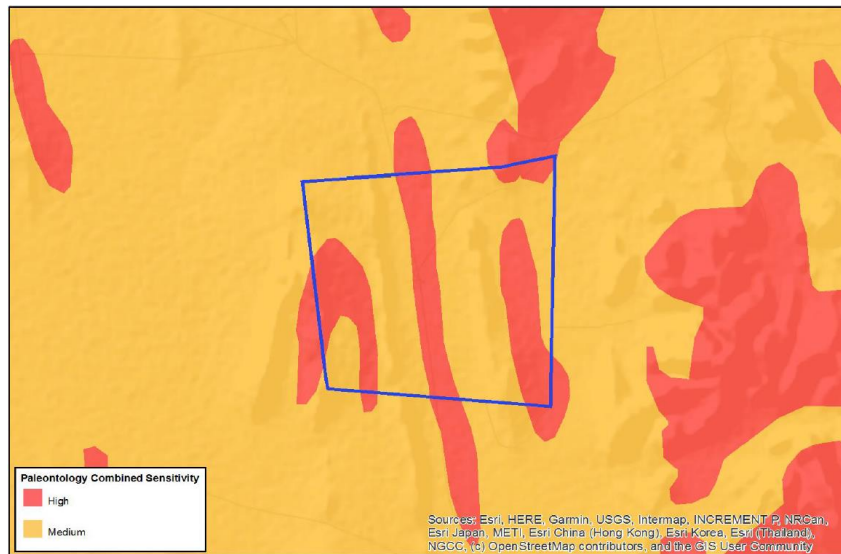 Paleontology Combined Sensitivity
High
Medium
Sources: Esri, HERE, Garmin, USGS, Intermap, INCREMENT P, NRCan,
Esri Japan, METI, Esri China (Hong Kong), Esri Korea, Esri (Thailand),
NGCC, (c) OpenStreetMap contributors, and the GIS User Community